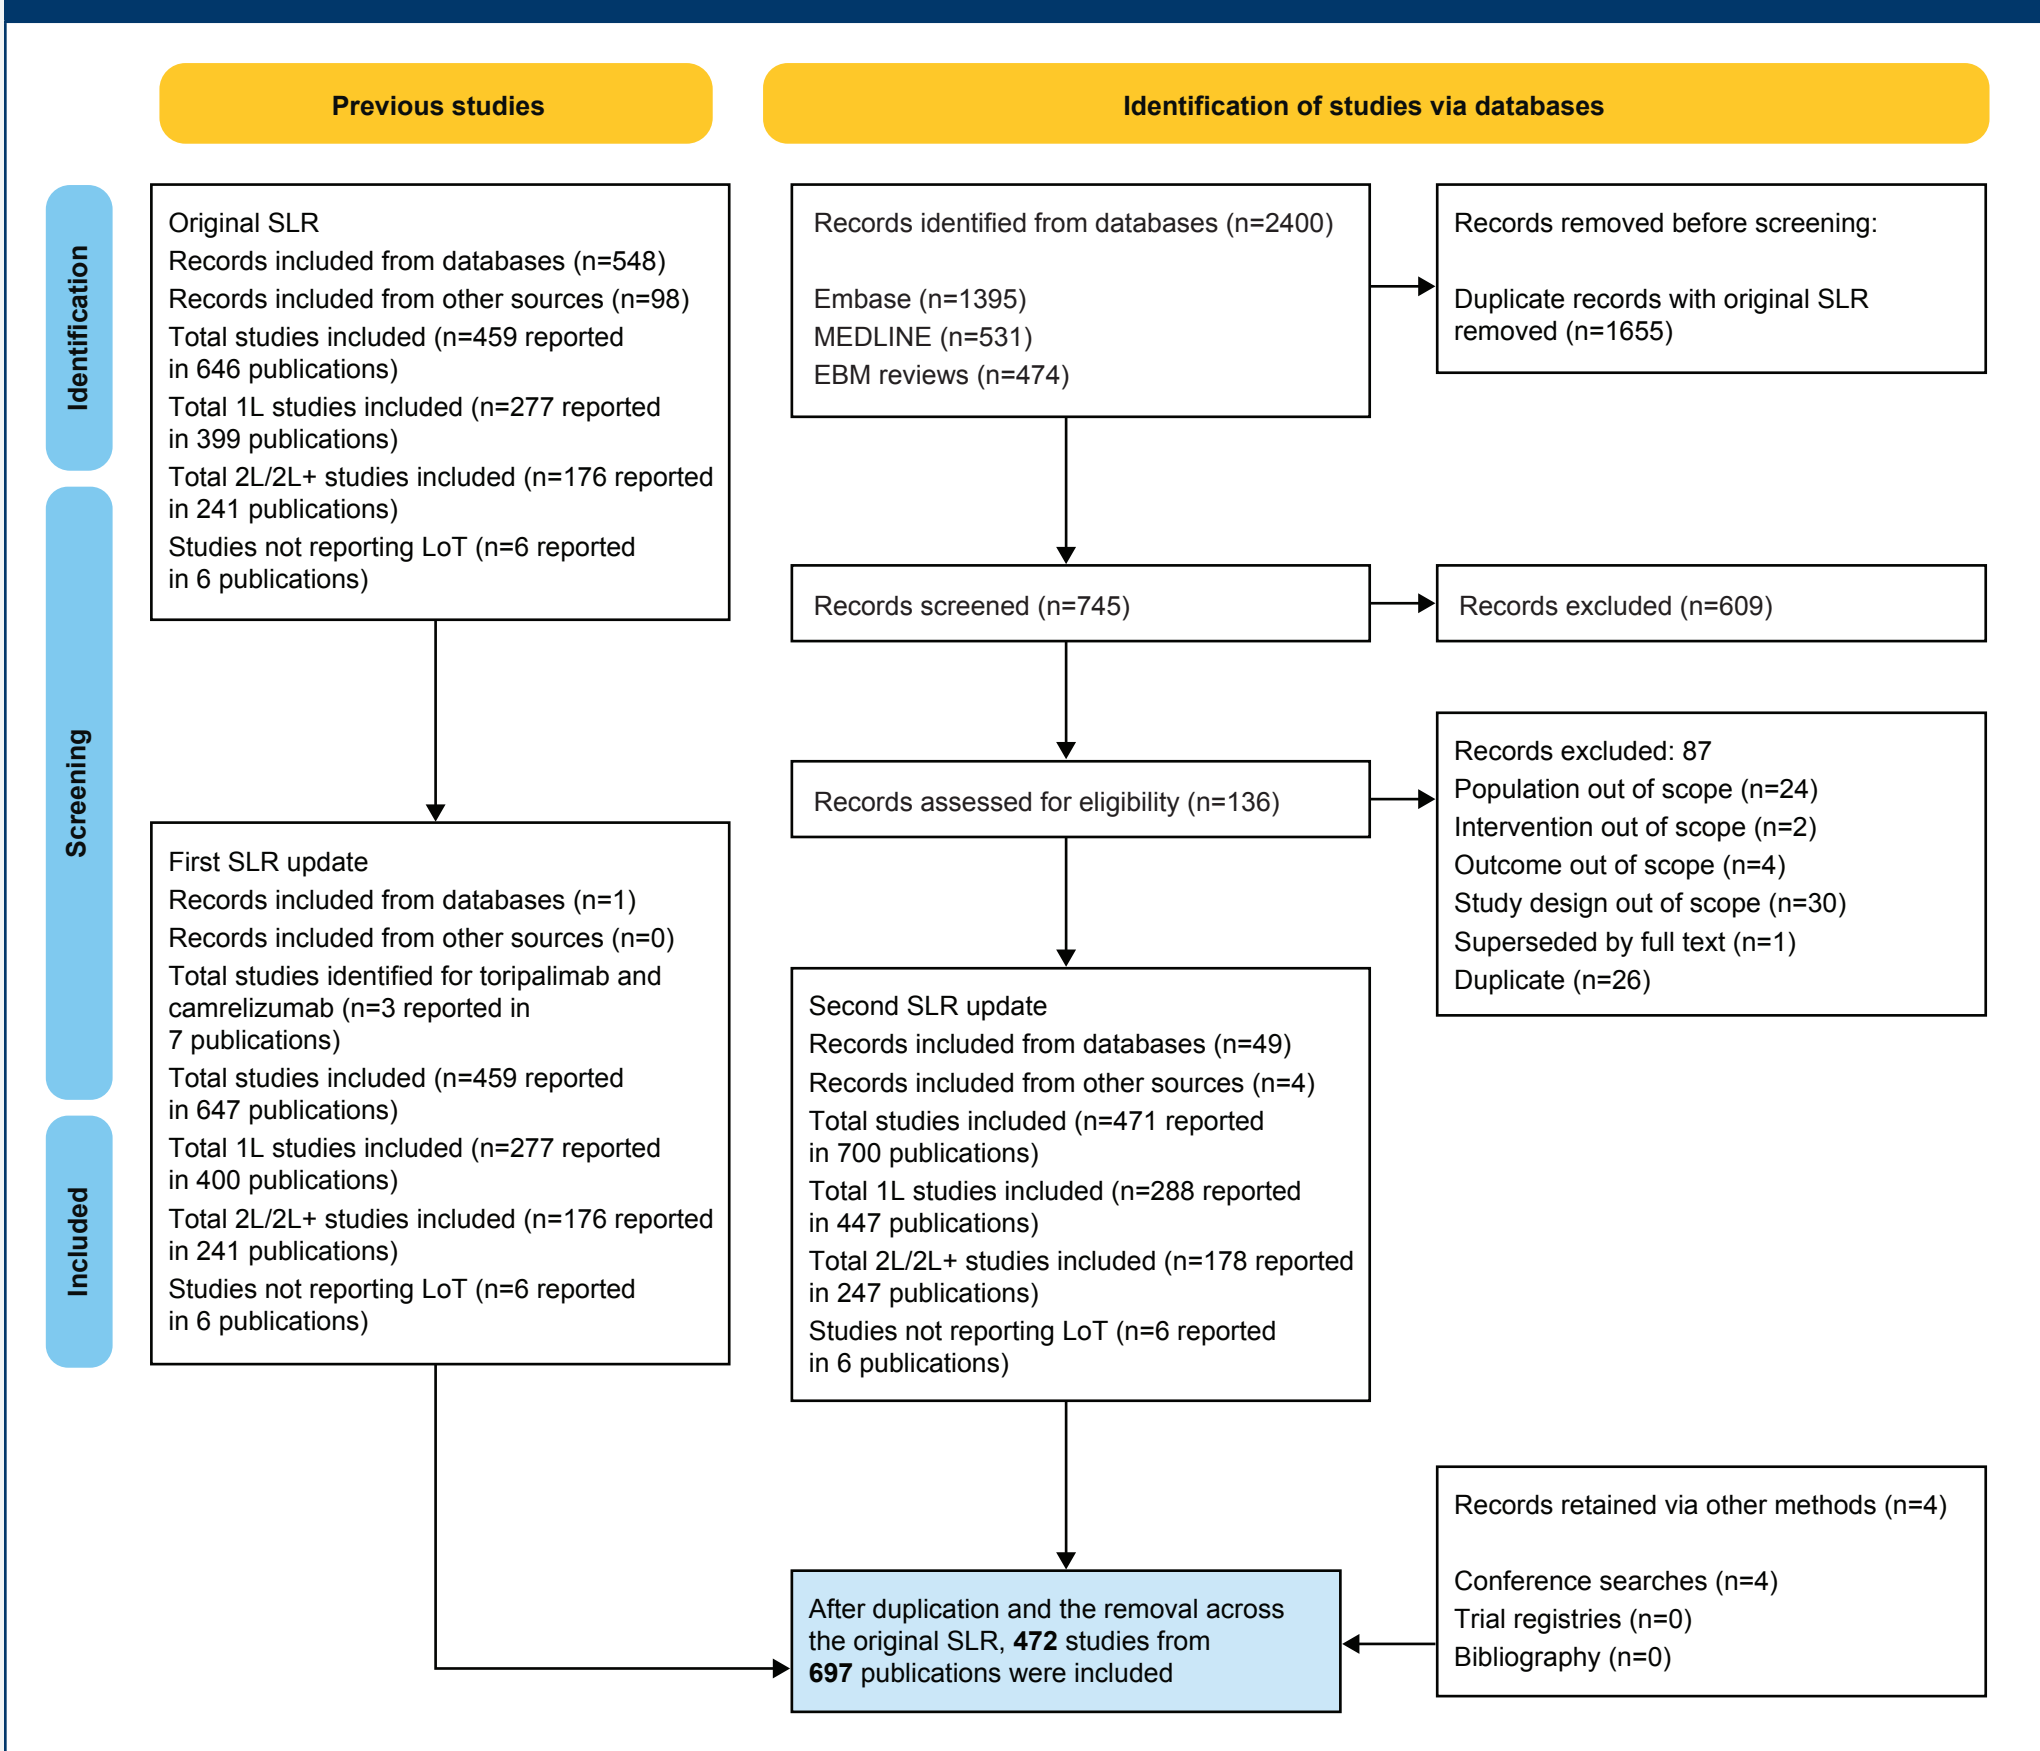 Previous studies
Identification of studies via databases
Identification
Screening
Included
Original SLR
Records included from databases (n=548)
Records included from other sources (n=98)
Total studies included (n=459 reported
in 646 publications)
Total 1L studies included (n=277 reported
in 399 publications)
Total 2L/2L+ studies included (n=176 reported
in 241 publications)
Studies not reporting LoT (n=6 reported
in 6 publications)
First SLR update
Records included from databases (n=1)
Records included from other sources (n=0)
Total studies identified for toripalimab and
camrelizumab (n=3 reported in
7 publications)
Total studies included (n=459 reported
in 647 publications)
Total 1L studies included (n=277 reported
in 400 publications)
Total 2L/2L+ studies included (n=176 reported
in 241 publications)
Studies not reporting LoT (n=6 reported
in 6 publications)
Records identified from databases (n=2400)
Embase (n=1395)
MEDLINE (n=531)
EBM reviews (n=474)
Records removed before screening:
Duplicate records with original SLR
removed (n=1655)
Records screened (n=745)
Records excluded (n=609)
Records assessed for eligibility (n=136)
Records excluded: 87
Population out of scope (n=24)
Intervention out of scope (n=2)
Outcome out of scope (n=4)
Study design out of scope (n=30)
Superseded by full text (n=1)
Duplicate (n=26)
Second SLR update
Records included from databases (n=49)
Records included from other sources (n=4)
Total studies included (n=471 reported
in 700 publications)
Total 1L studies included (n=288 reported
in 447 publications)
Total 2L/2L+ studies included (n=178 reported
in 247 publications)
Studies not reporting LoT (n=6 reported
in 6 publications)
Records retained via other methods (n=4)
Conference searches (n=4)
Trial registries (n=0)
Bibliography (n=0)
After duplication and the removal across
the original SLR, 472 studies from
697 publications were included